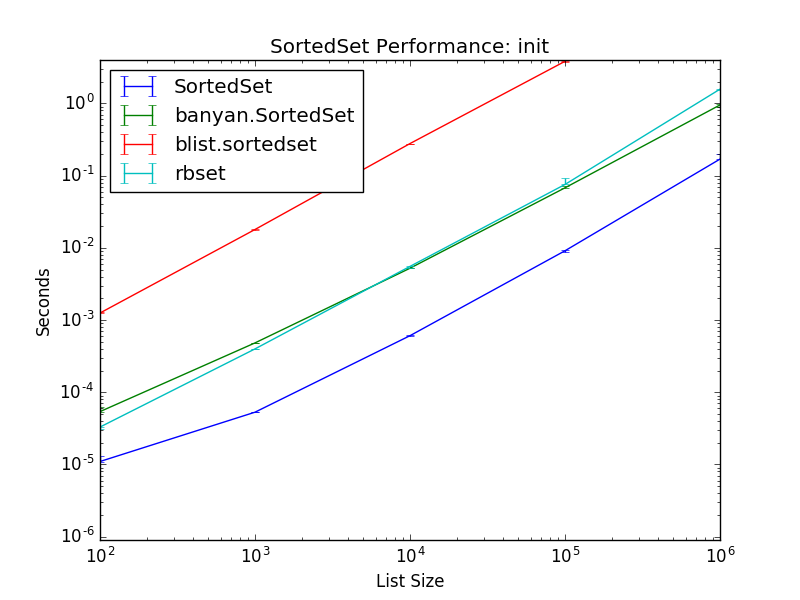 SortedSet Performance: init
SortedSet
banyan.SortedSet
blist.sortedset
rbset
10^0
10^-1
10^-2
10^-3
10^-4
10^-5
10^-6
Seconds
10^2
10^3
10^4
10^5
10^6
List Size